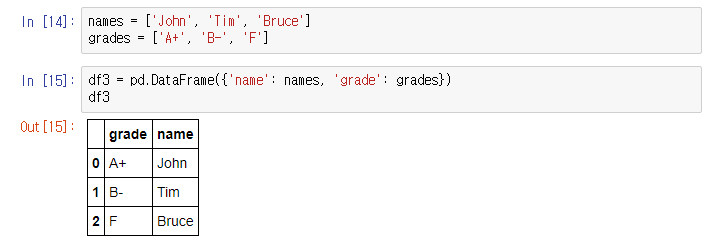 In [14]: names = ['John', 'Tim', 'Bruce']
grades = ['A+', 'B-', 'F']
In [15]: df3 = pd.DataFrame({'name': names, 'grade': grades})
df3
Out[15]:
grade name
0 A+ John
1 B- Tim
2 F Bruce